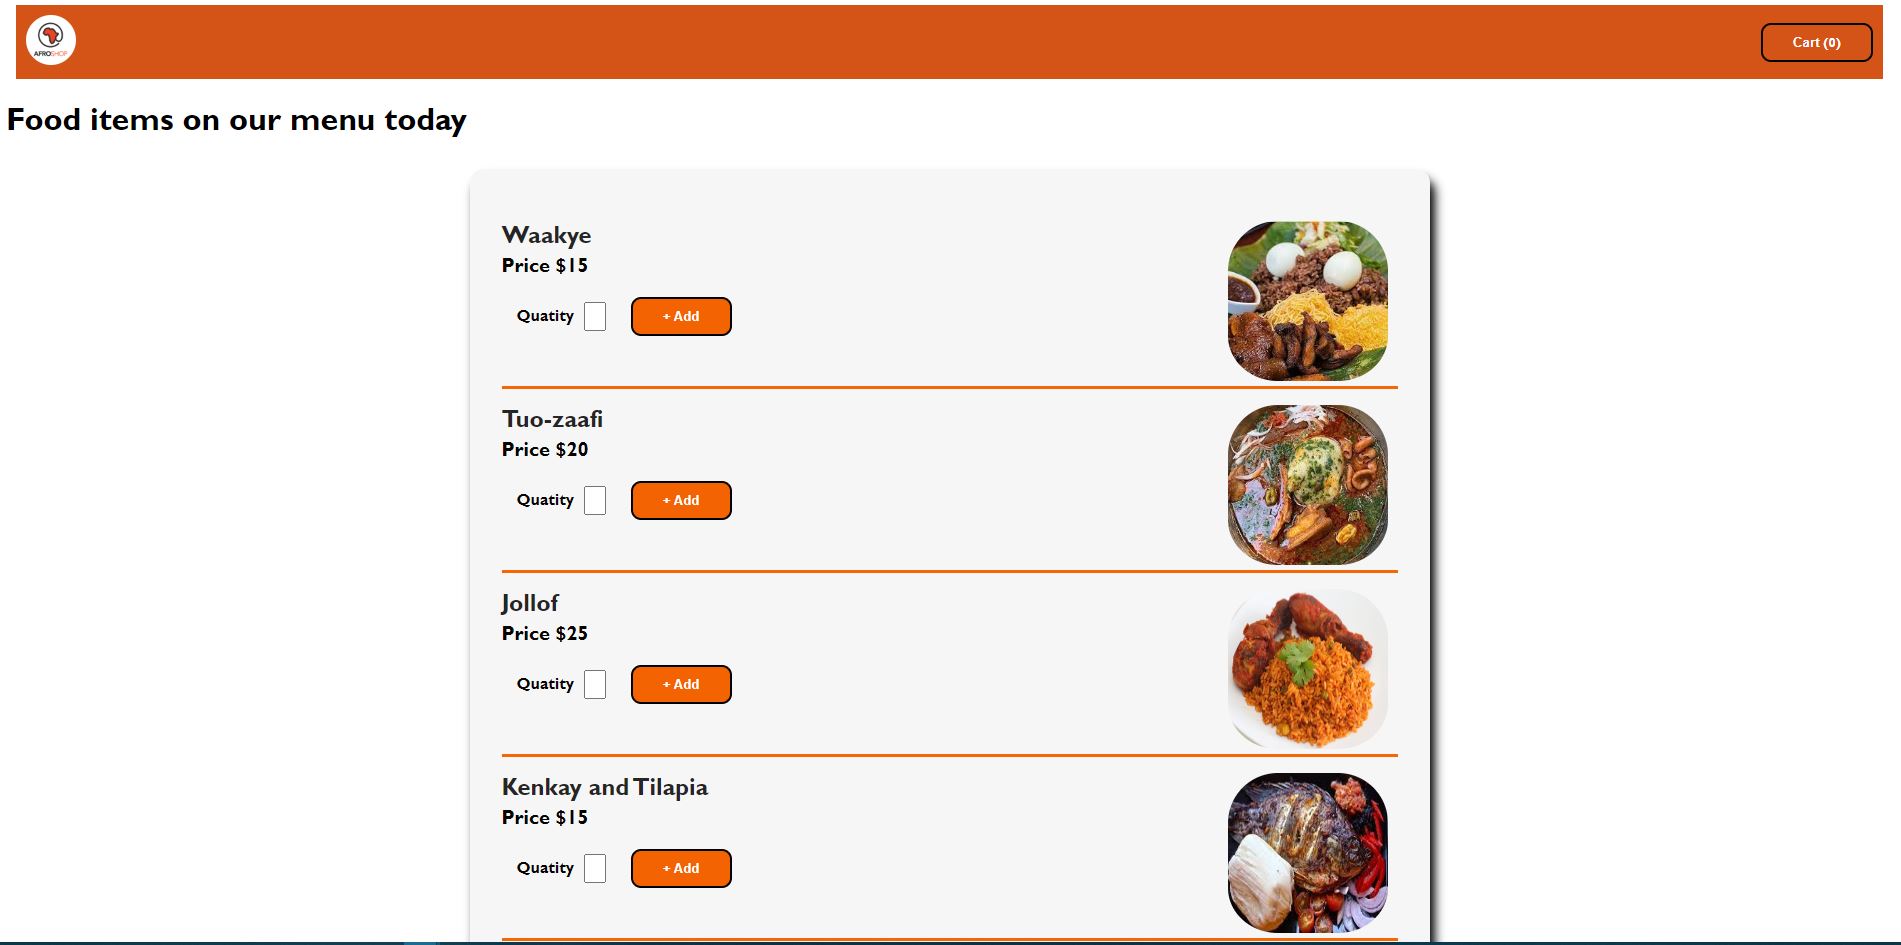 AFROSHOP
Cart (0)
Food items on our menu today
Waakye
Price $15
Quatity + Add
Tuo-zaafi
Price $20
Quatity + Add
Jollof
Price $25
Quatity + Add
Kenkay and Tilapia
Price $15
Quatity + Add